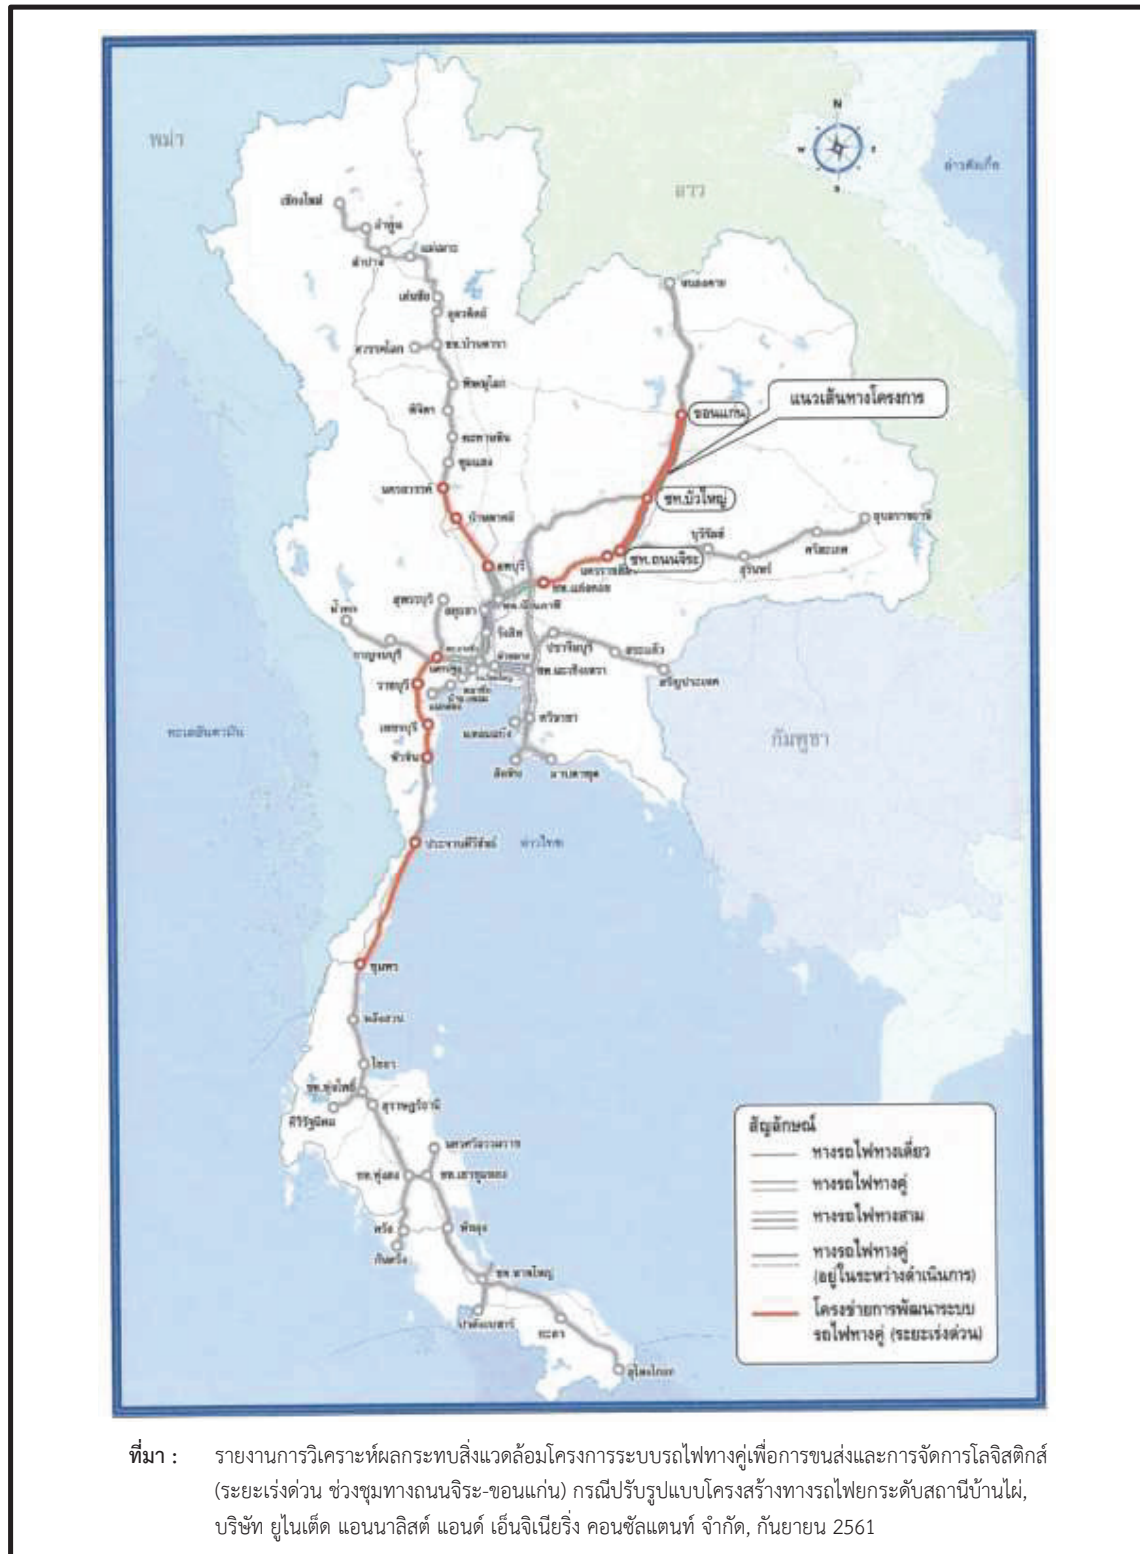 N
พม่า
W
E
อ่าวตังเกี๋ย
S
ลาว
เชียงใหม่
ลำพูน
แม่เมาะ
ลำปาง
หนองคาย
เด่นชัย
อุตรดิตถ์
สวรรคโลก
ชท.บ้านดารา
พิษณุโลก
แนวเส้นทางโครงการ
พิจิตร
ขอนแก่น
ตะพานหิน
ชุมแสง
นครสวรรค์
ชท.บัวใหญ่
บ้านตาคลี
อุบลราชธานี
บุรีรัมย์
ศรีสะเกษ
ชท.ถนนจิระ
นครราชสีมา
สุรินทร์
ลพบุรี
ชท.แก่งคอย
สุพรรณบุรี
อยุธยา
ชท.บ้านภาชี
น้ำตก
รังสิต
ปราจีนบุรี
สระแก้ว
กาญจนบุรี
ชท.ฉะเชิงเทรา
อรัญประเทศ
ราชบุรี
แม่กลอง
ศรีราชา
เพชรบุรี
แหลมฉบัง
ทะเลอันดามัน
กัมพูชา
หัวหิน
สัตหีบ
มาบตาพุด
ประจวบคีรีขันธ์
อ่าวไทย
ชุมพร
หลังสวน
ไชยา
ชท.ทุ่งโพธิ์
สุราษฎร์ธานี
คีรีรัฐนิคม
สัญลักษณ์
นครศรีธรรมราช
ทางรถไฟทางเดี่ยว
ชท.ทุ่งสง
ชท.เขาชุมทอง
ทางรถไฟทางคู่
ทางรถไฟทางสาม
ตรัง
พัทลุง
กันตัง
ทางรถไฟทางคู่
(อยู่ในระหว่างดำเนินการ)
ชท.หาดใหญ่
โครงข่ายการพัฒนาระบบ
ปาดังเบซาร์
รถไฟทางคู่ (ระยะเร่งด่วน)
ยะลา
สุไหงโกลก
ที่มา : รายงานการวิเคราะห์ผลกระทบสิ่งแวดล้อมโครงการระบบรถไฟทางคู่เพื่อการขนส่งและการจัดการโลจิสติกส์
(ระยะเร่งด่วน ช่วงชุมทางถนนจิระ-ขอนแก่น) กรณีปรับรูปแบบโครงสร้างทางรถไฟยกระดับสถานีบ้านไผ่,
บริษัท ยูไนเต็ด แอนนาลิสต์ แอนด์ เอ็นจิเนียริ่ง คอนซัลแตนท์ จำกัด, กันยายน 2561